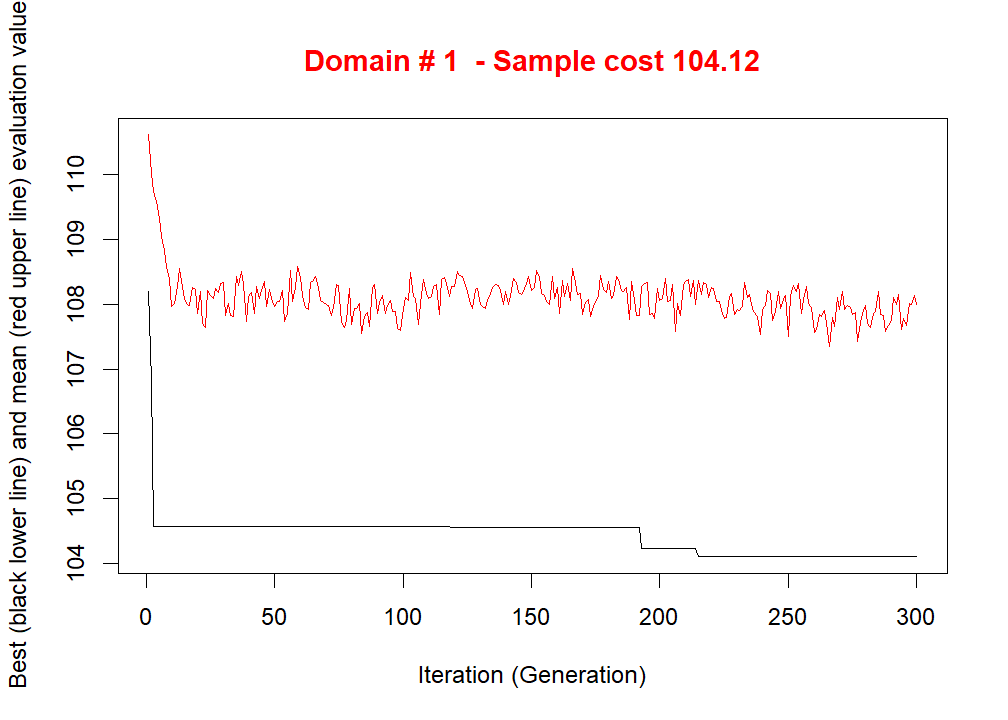 Domain # 1  - Sample cost 104.12
Best (black lower line) and mean (red upper line) evaluation value
110
109
108
107
106
105
104
0 50 100 150 200 250 300
Iteration (Generation)